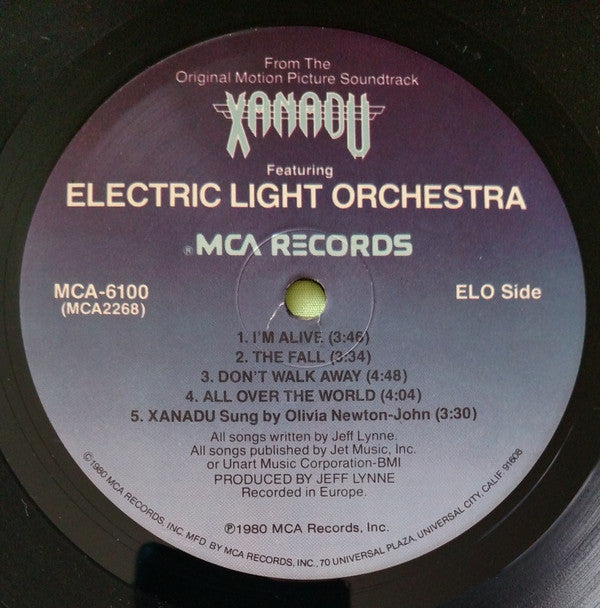 From The
Original Motion Picture Soundtrack
XANADU
Featuring
ELECTRIC LIGHT ORCHESTRA
®MCA RECORDS
MCA-6100
(MCA2268)
ELO Side
1. I'M ALIVE (3:46)
2. THE FALL (3:34)
3. DON'T WALK AWAY (4:48)
4. ALL OVER THE WORLD (4:04)
5. XANADU Sung by Olivia Newton-John (3:30)
All songs written by Jeff Lynne.
All songs published by Jet Music, Inc.
or Unart Music Corporation-BMI
PRODUCED BY JEFF LYNNE
Recorded in Europe.
℗1980 MCA Records, Inc.
©1980 MCA RECORDS, INC. MFD. BY MCA RECORDS, INC., 70 UNIVERSAL PLAZA, UNIVERSAL CITY, CALIF. 91608